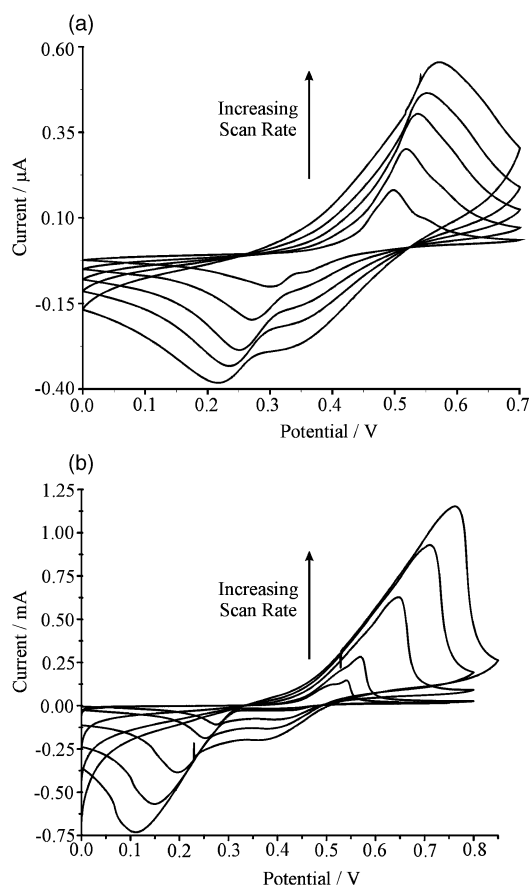 (a)
0.60
0.35
0.10
-0.15
-0.40
Current / μA
Increasing
Scan Rate
0.0 0.1 0.2 0.3 0.4 0.5 0.6 0.7
Potential / V
(b)
1.25
1.00
0.75
0.50
0.25
0.00
-0.25
-0.50
-0.75
Current / mA
Increasing
Scan Rate
0.0 0.1 0.2 0.3 0.4 0.5 0.6 0.7 0.8
Potential / V